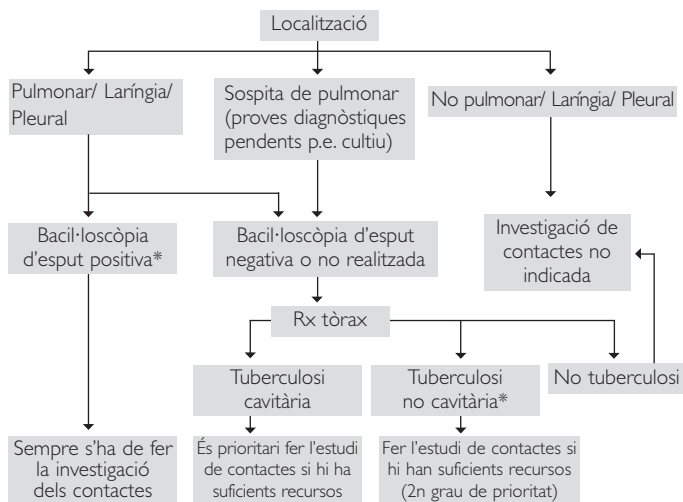 Localització
Pulmonar/ Laríngia/
Pleural
Sospita de pulmonar
(proves diagnòstiques
pendents p.e. cultiu)
No pulmonar/ Laríngia/ Pleural
Bacil·loscòpia
d'esput positiva*
Bacil·loscòpia d'esput
negativa o no realitzada
Investigació de
contactes no
indicada
Rx tòrax
Tuberculosi
cavitària
Tuberculosi
no cavitària*
No tuberculosi
Sempre s'ha de fer
la investigació
dels contactes
És prioritari fer l'estudi
de contactes si hi ha
suficients recursos
Fer l'estudi de contactes si
hi han suficients recursos
(2n grau de prioritat)